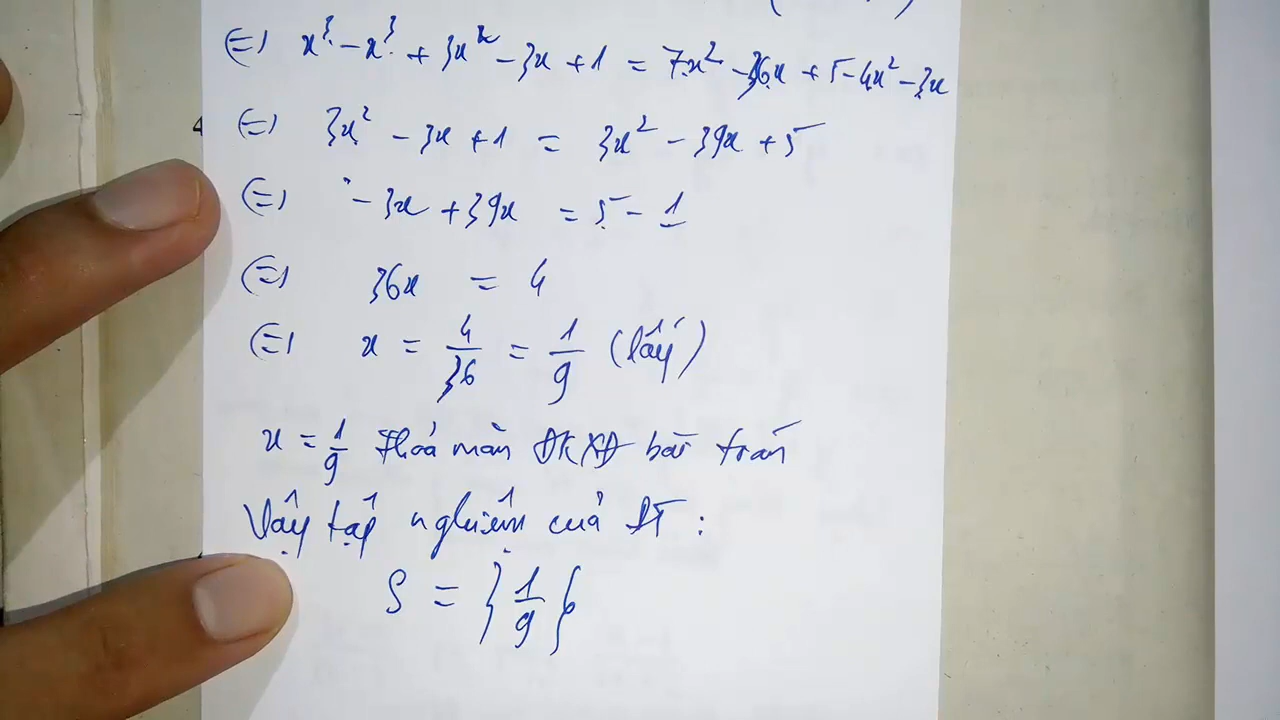 ⇔ x³ - x³ + 3x² - 3x + 1 = 7x² - 36x + 5 - 4x² - 3x
⇔ 3x² - 3x + 1 = 3x² - 39x + 5
⇔ - 3x + 39x = 5 - 1
⇔ 36x = 4
⇔ x = 4/36 = 1/9 (lấy)
x = 1/9 thoả mãn ĐKXĐ bài toán
Vậy tập nghiệm của PT :
S = {1/9}